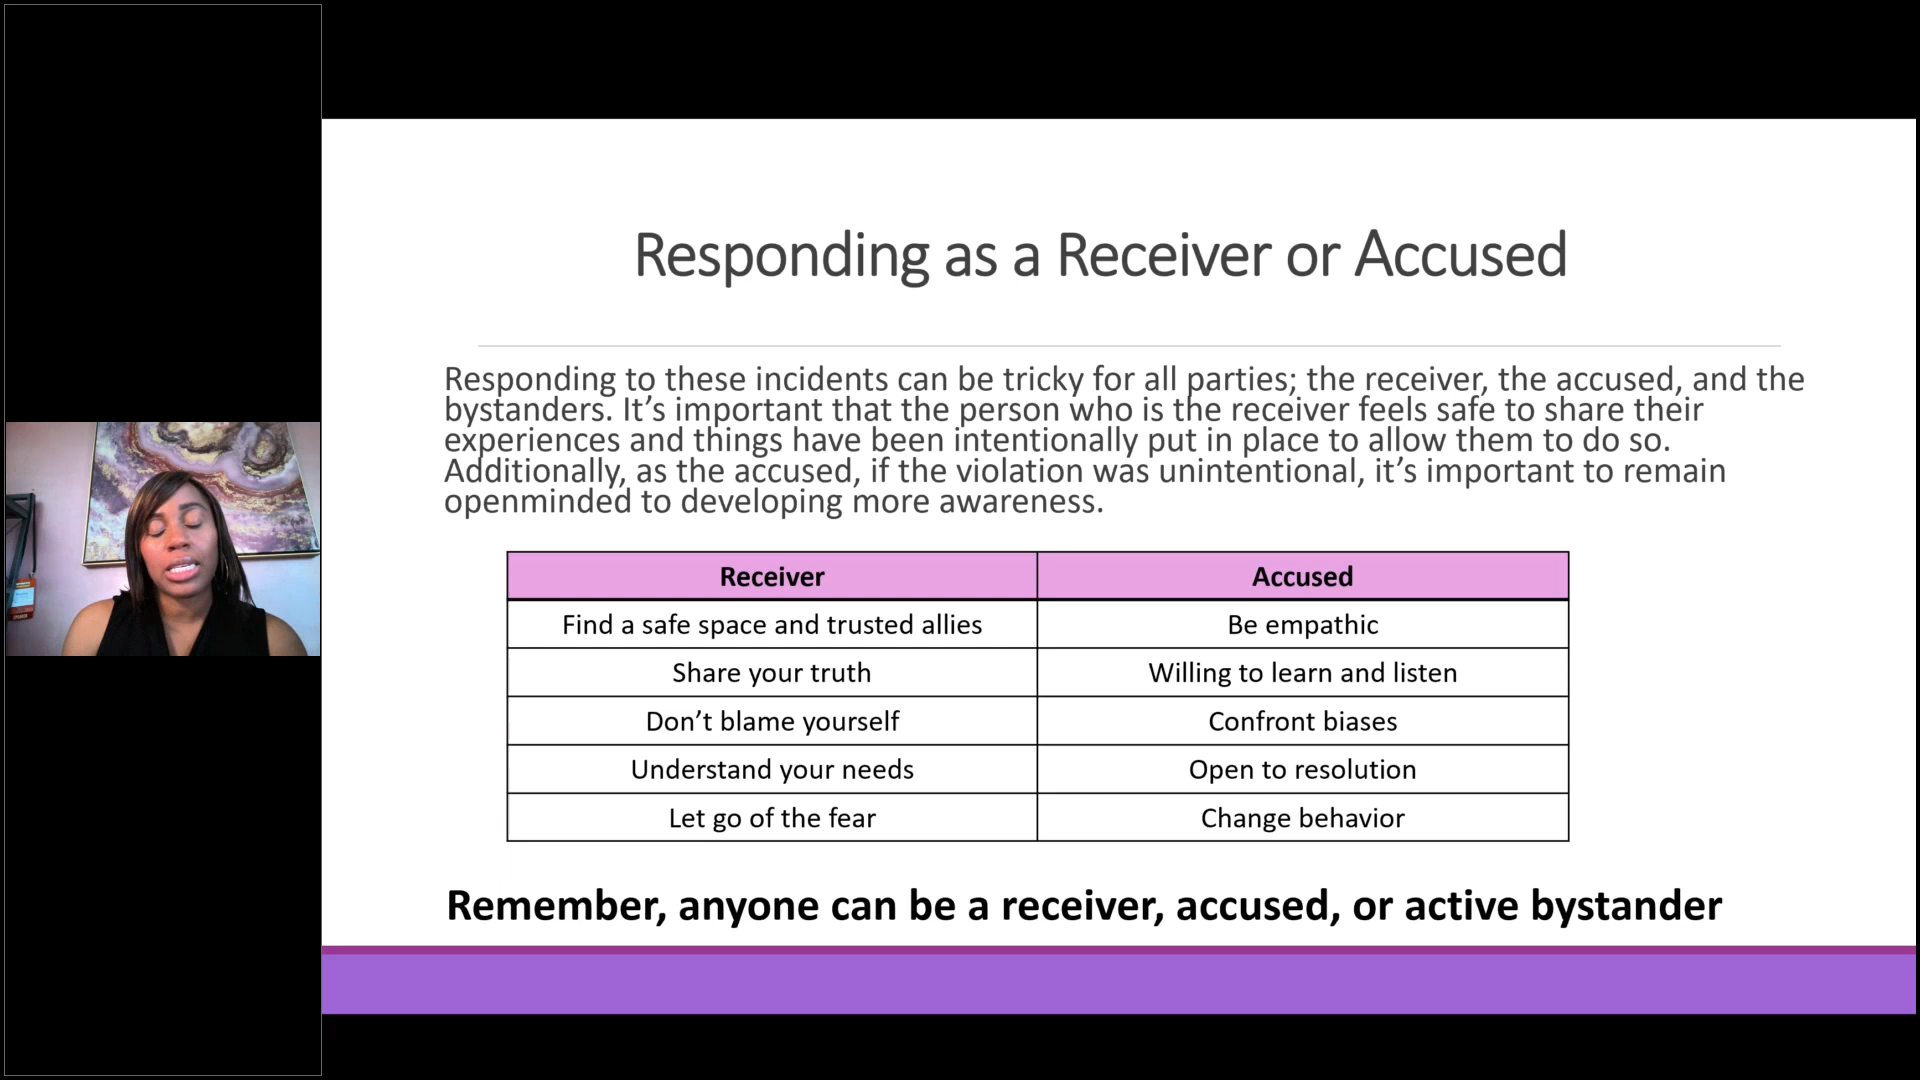 Responding as a Receiver or Accused
Responding to these incidents can be tricky for all parties; the receiver, the accused, and the
bystanders. It’s important that the person who is the receiver feels safe to share their
experiences and things have been intentionally put in place to allow them to do so.
Additionally, as the accused, if the violation was unintentional, it’s important to remain
openminded to developing more awareness.
Receiver Accused
Find a safe space and trusted allies Be empathic
Share your truth Willing to learn and listen
Don’t blame yourself Confront biases
Understand your needs Open to resolution
Let go of the fear Change behavior
Remember, anyone can be a receiver, accused, or active bystander